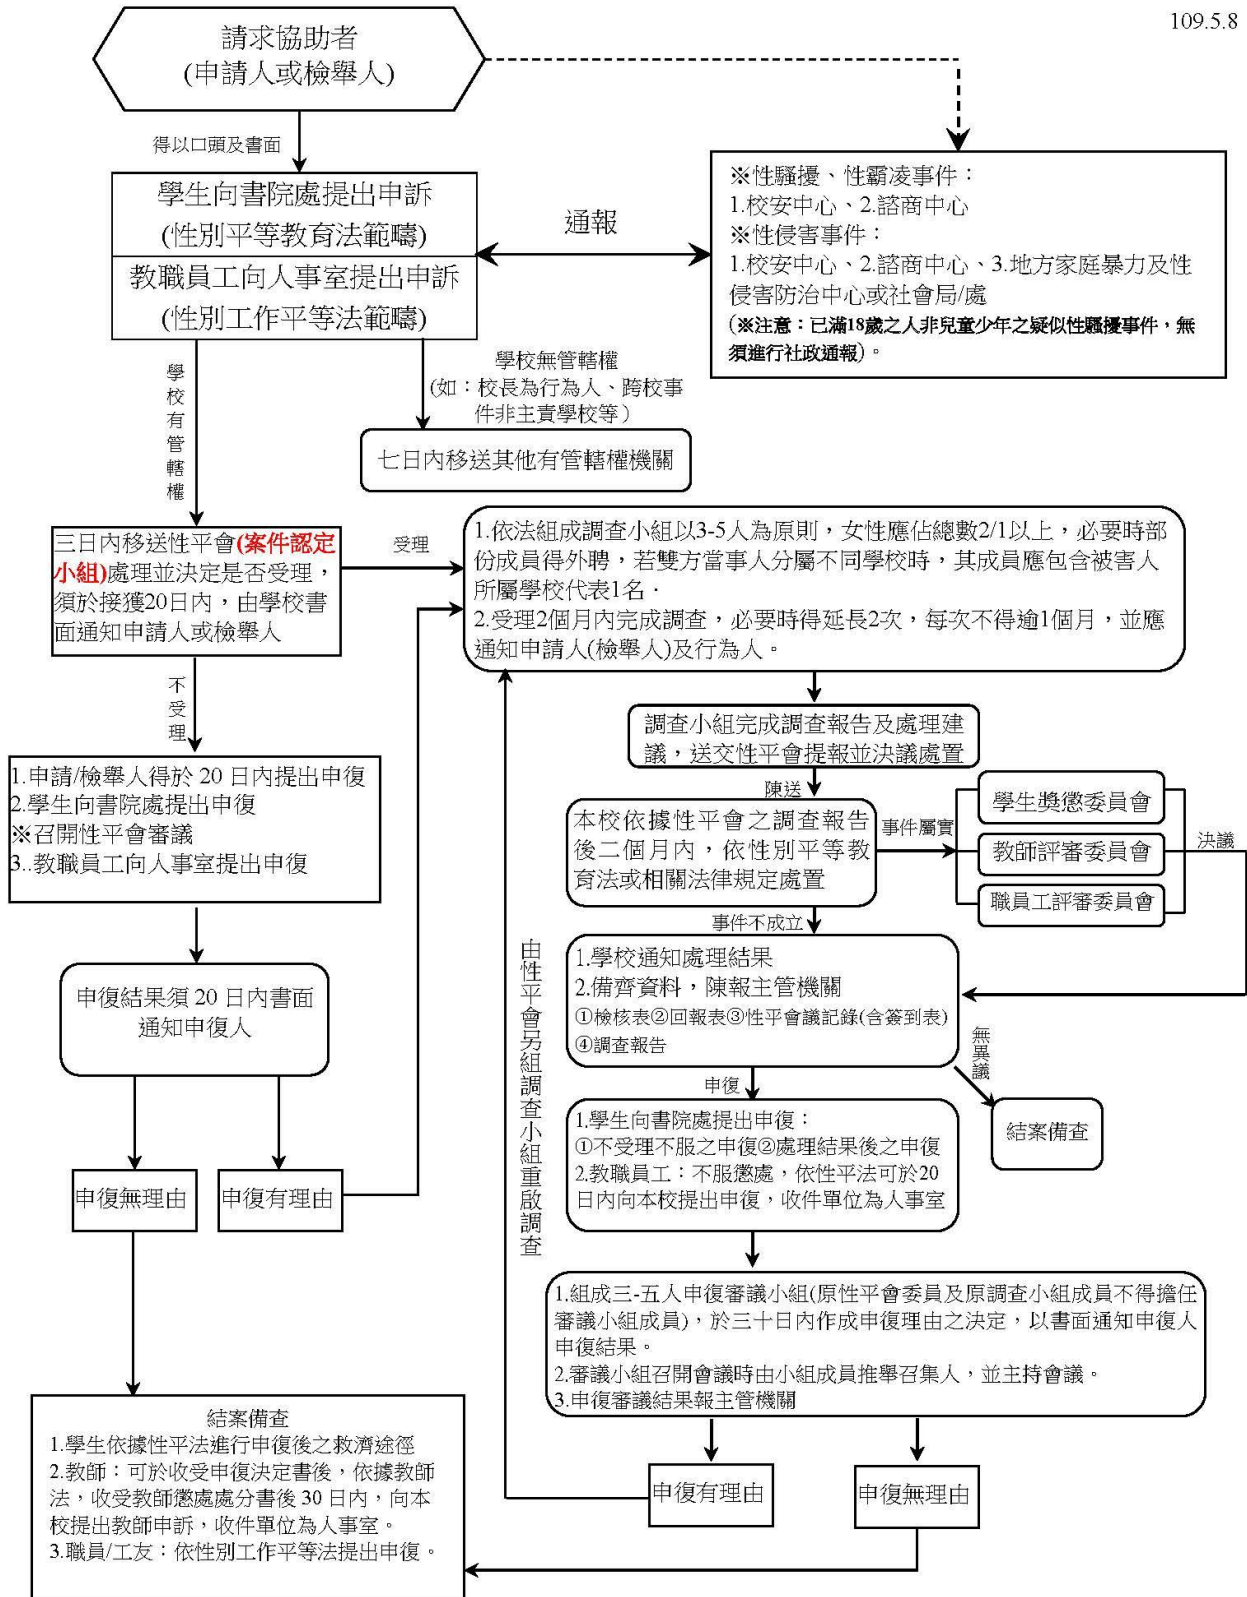 109.5.8
請求協助者
(申請人或檢舉人)
得以口頭及書面
學生向書院處提出申訴
(性別平等教育法範疇)
教職員工向人事室提出申訴
(性別工作平等法範疇)
通報
※性騷擾、性霸凌事件：
1.校安中心、2.諮商中心
※性侵害事件：
1.校安中心、2.諮商中心、3.地方家庭暴力及性
侵害防治中心或社會局/處
(※注意：已滿18歲之人非兒童少年之疑似性騷擾事件，無
須進行社政通報)。
學校有管轄權
學校無管轄權
(如：校長為行為人、跨校事
件非主責學校等)
七日內移送其他有管轄權機關
三日內移送性平會(案件認定
小組)處理並決定是否受理，
須於接獲20日內，由學校書
面通知申請人或檢舉人
受理
1.依法組成調查小組以3-5人為原則，女性應佔總數2/1以上，必要時部
份成員得外聘，若雙方當事人分屬不同學校時，其成員應包含被害人
所屬學校代表1名．
2.受理2個月內完成調查，必要時得延長2次，每次不得逾1個月，並應
通知申請人(檢舉人)及行為人。
不受理
調查小組完成調查報告及處理建
議，送交性平會提報並決議處置
陳送
1.申請/檢舉人得於 20 日內提出申復
2.學生向書院處提出申復
※召開性平會審議
3..教職員工向人事室提出申復
本校依據性平會之調查報告
後二個月內，依性別平等教
育法或相關法律規定處置
事件屬實
學生獎懲委員會
教師評審委員會
職員工評審委員會
決議
事件不成立
1.學校通知處理結果
2.備齊資料，陳報主管機關
①檢核表②回報表③性平會議記錄(含簽到表)
④調查報告
無異議
結案備查
申復結果須 20 日內書面
通知申復人
由性平會另組調查小組重啟調查
申復
1.學生向書院處提出申復：
①不受理不服之申復②處理結果後之申復
2.教職員工：不服懲處，依性平法可於20
日內向本校提出申復，收件單位為人事室
申復無理由
申復有理由
1.組成三-五人申復審議小組(原性平會委員及原調查小組成員不得擔任
審議小組成員)，於三十日內作成申復理由之決定，以書面通知申復人
申復結果。
2.審議小組召開會議時由小組成員推舉召集人，並主持會議。
3.申復審議結果報主管機關
申復有理由
申復無理由
結案備查
1.學生依據性平法進行申復後之救濟途徑
2.教師：可於收受申復決定書後，依據教師
法，收受教師懲處處分書後 30 日內，向本
校提出教師申訴，收件單位為人事室。
3.職員/工友：依性別工作平等法提出申復。